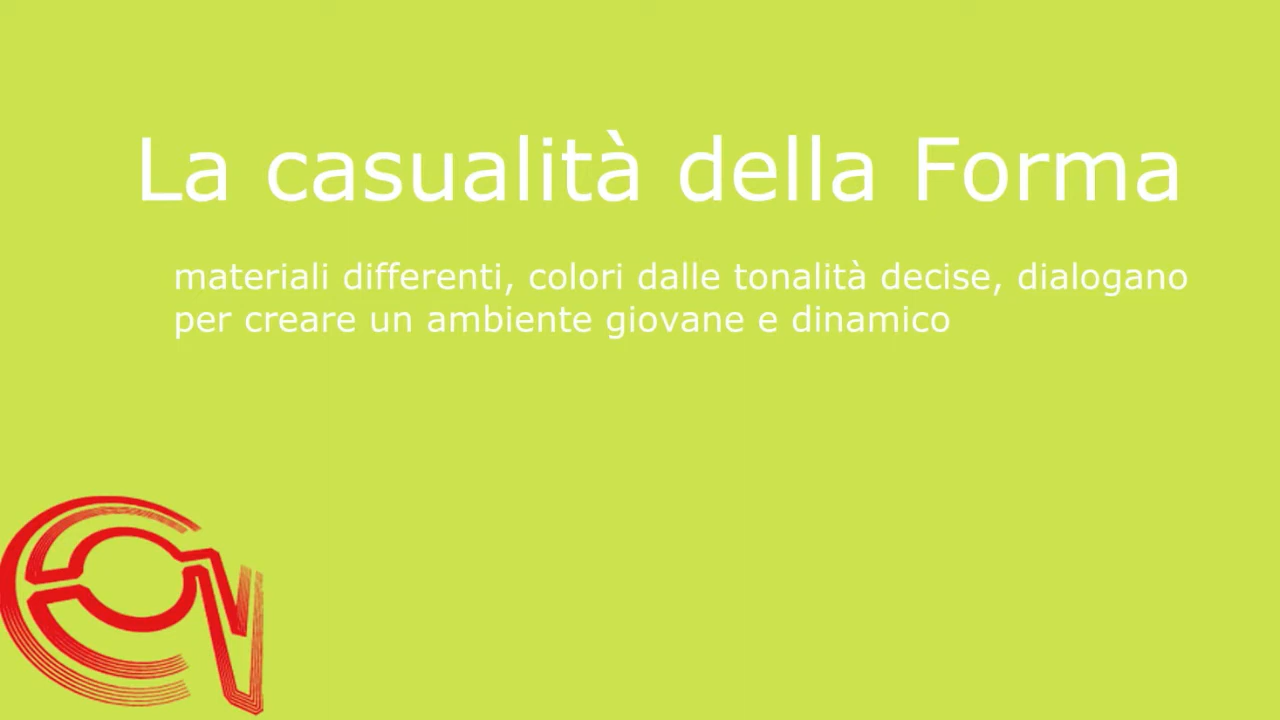 La casualità della Forma
materiali differenti, colori dalle tonalità decise, dialogano
per creare un ambiente giovane e dinamico